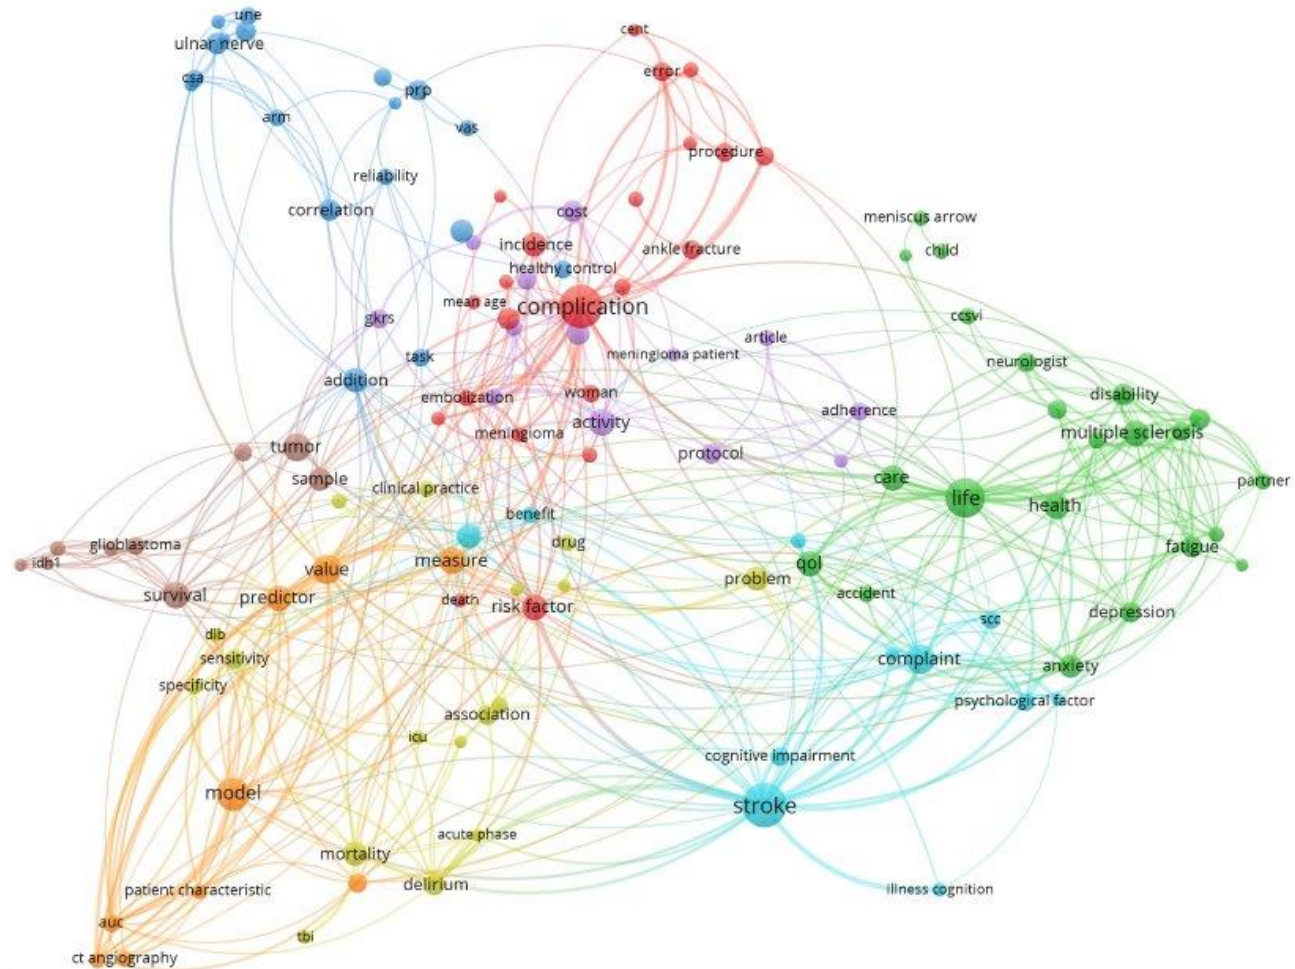 une
cent
ulnar nerve
error
csa
prp
arm
vas
procedure
reliability
correlation
cost
meniscus arrow
incidence
ankle fracture
child
healthy control
mean age
complication
gkrs
ccsvi
article
task
meningioma patient
neurologist
addition
embolization
woman
disability
activity
adherence
meningioma
multiple sclerosis
tumor
protocol
sample
clinical practice
care
partner
life
health
benefit
glioblastoma
drug
fatigue
idh1
value
measure
qol
problem
survival
predictor
death
risk factor
accident
depression
dlb
scc
sensitivity
complaint
anxiety
specificity
psychological factor
association
icu
cognitive impairment
model
stroke
acute phase
mortality
delirium
patient characteristic
illness cognition
auc
tbi
ct angiography